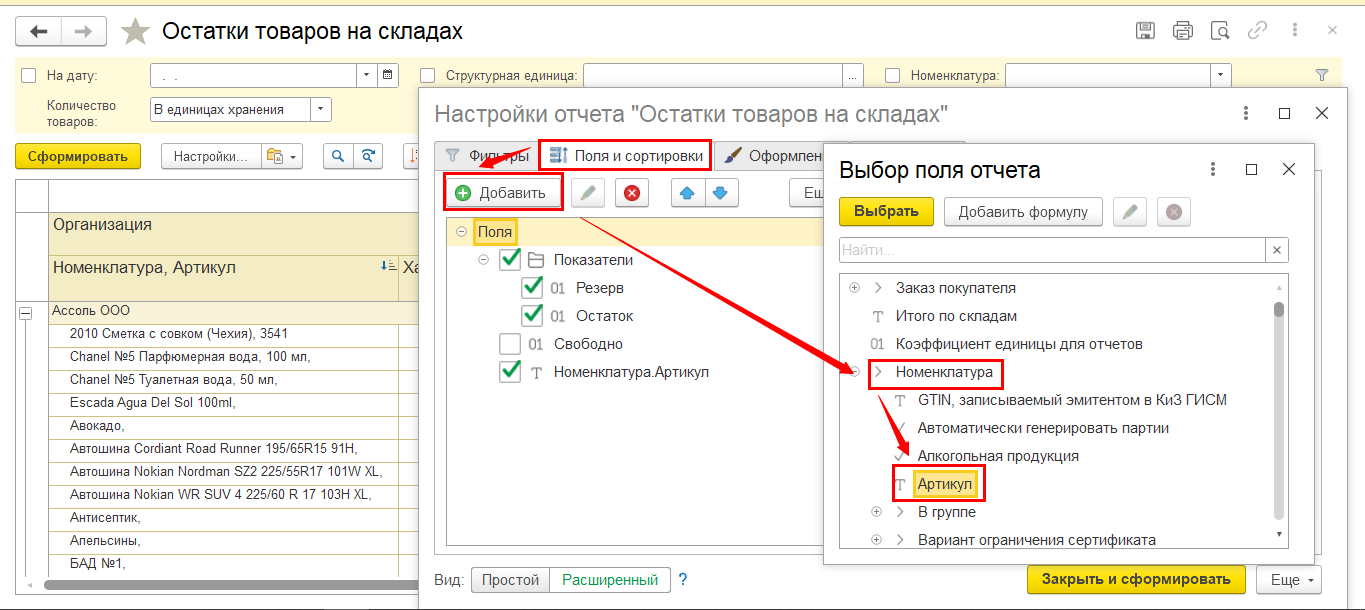 Остатки товаров на складах
На дату:
. .
Структурная единица:
...
Номенклатура:
Количество
товаров:
В единицах хранения
Сформировать
Настройки...
Организация
Номенклатура, Артикул
Ха
Ассоль ООО
2010 Сметка с совком (Чехия), 3541
Chanel №5 Парфюмерная вода, 100 мл,
Chanel №5 Туалетная вода, 50 мл,
Escada Agua Del Sol 100ml,
Авокадо,
Автошина Cordiant Road Runner 195/65R15 91H,
Автошина Nokian Nordman SZ2 225/55R17 101W XL,
Автошина Nokian WR SUV 4 225/60 R 17 103H XL,
Антисептик,
Апельсины,
БАД №1,
Настройки отчета "Остатки товаров на складах"
Фильтры
Поля и сортировки
Оформлен
Добавить
Ещ
Поля
Показатели
01 Резерв
01 Остаток
01 Свободно
T Номенклатура.Артикул
Вид:
Простой
Расширенный
?
Закрыть и сформировать
Еще
Выбор поля отчета
Выбрать
Добавить формулу
Найти...
Заказ покупателя
T Итого по складам
01 Коэффициент единицы для отчетов
Номенклатура
T GTIN, записываемый эмитентом в КиЗ ГИСМ
Автоматически генерировать партии
Алкогольная продукция
T Артикул
В группе
Вариант ограничения сертификата